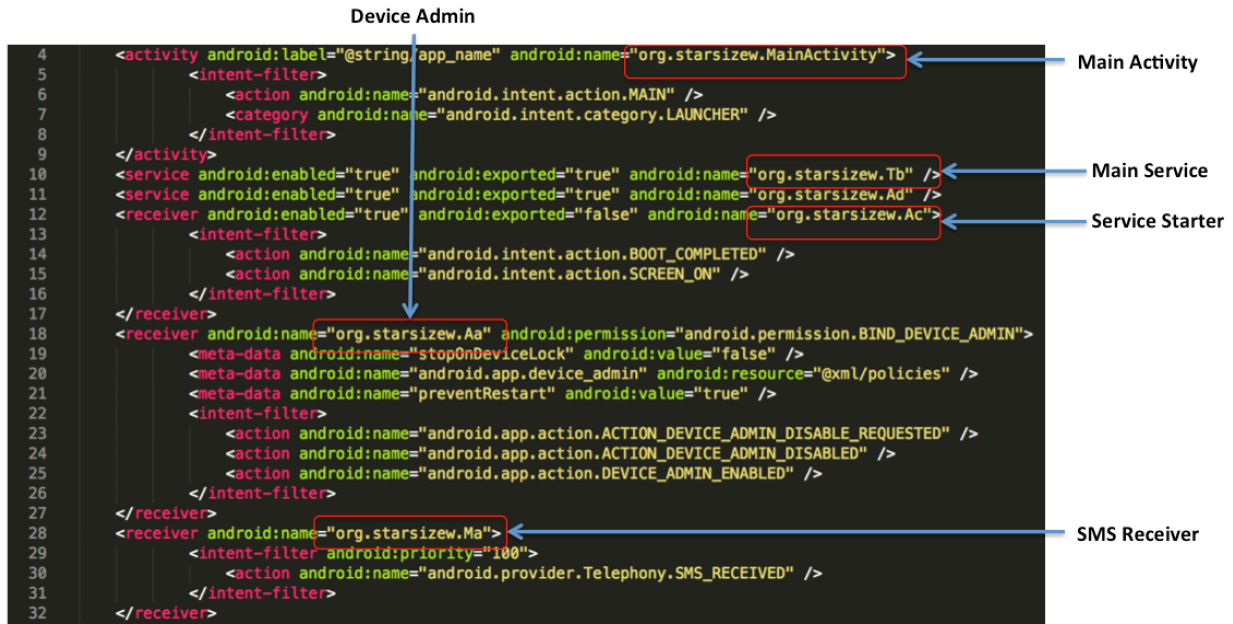 Device Admin
4 <activity android:label="@string/app_name" android:name="org.starsizew.MainActivity">
Main Activity
5 <intent-filter>
6 <action android:name="android.intent.action.MAIN" />
7 <category android:name="android.intent.category.LAUNCHER" />
8 </intent-filter>
9 </activity>
10 <service android:enabled="true" android:exported="true" android:name="org.starsizew.Tb" />
Main Service
11 <service android:enabled="true" android:exported="true" android:name="org.starsizew.Ad" />
12 <receiver android:enabled="true" android:exported="false" android:name="org.starsizew.Ac">
Service Starter
13 <intent-filter>
14 <action android:name="android.intent.action.BOOT_COMPLETED" />
15 <action android:name="android.intent.action.SCREEN_ON" />
16 </intent-filter>
17 </receiver>
18 <receiver android:name="org.starsizew.Aa" android:permission="android.permission.BIND_DEVICE_ADMIN">
19 <meta-data android:name="stopOnDeviceLock" android:value="false" />
20 <meta-data android:name="android.app.device_admin" android:resource="@xml/policies" />
21 <meta-data android:name="preventRestart" android:value="true" />
22 <intent-filter>
23 <action android:name="android.app.action.ACTION_DEVICE_ADMIN_DISABLE_REQUESTED" />
24 <action android:name="android.app.action.ACTION_DEVICE_ADMIN_DISABLED" />
25 <action android:name="android.app.action.DEVICE_ADMIN_ENABLED" />
26 </intent-filter>
27 </receiver>
28 <receiver android:name="org.starsizew.Ma">
SMS Receiver
29 <intent-filter android:priority="100">
30 <action android:name="android.provider.Telephony.SMS_RECEIVED" />
31 </intent-filter>
32 </receiver>